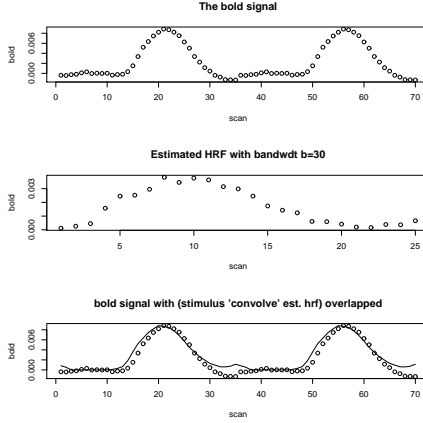 The bold signal
bold
0.000
0.006
0 10 20 30 40 50 60 70
scan
Estimated HRF with bandwdt b=30
bold
0.000
0.003
5 10 15 20 25
scan
bold signal with (stimulus 'convolve' est. hrf) overlapped
bold
0.000
0.006
0 10 20 30 40 50 60 70
scan